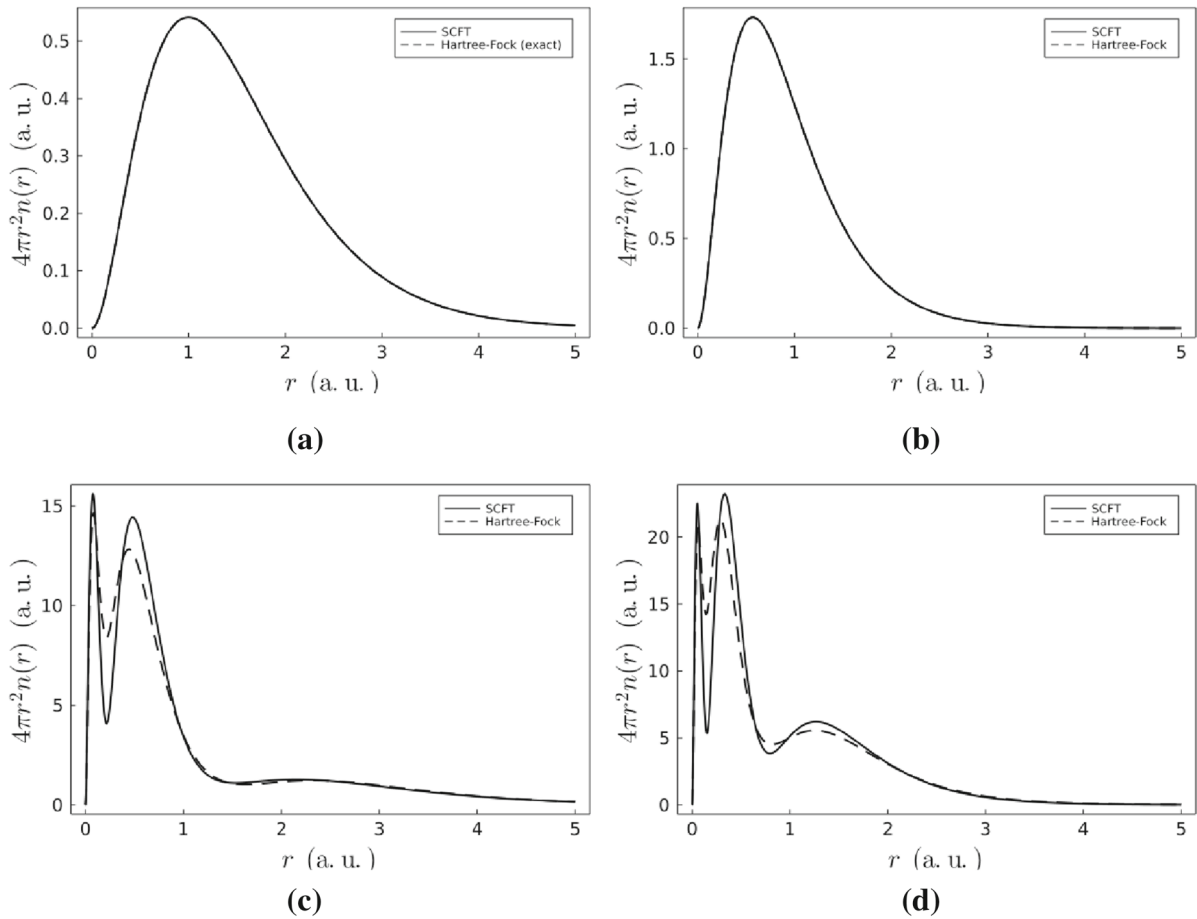 SCFT
Hartree-Fock (exact)
0.5
0.4
0.3
0.2
0.1
0.0
4πr²n(r) (a. u.)
0 1 2 3 4 5
r (a. u.)
(a)
SCFT
Hartree-Fock
1.5
1.0
0.5
0.0
4πr²n(r) (a. u.)
0 1 2 3 4 5
r (a. u.)
(b)
SCFT
Hartree-Fock
15
10
5
0
4πr²n(r) (a. u.)
0 1 2 3 4 5
r (a. u.)
(c)
SCFT
Hartree-Fock
20
15
10
5
0
4πr²n(r) (a. u.)
0 1 2 3 4 5
r (a. u.)
(d)